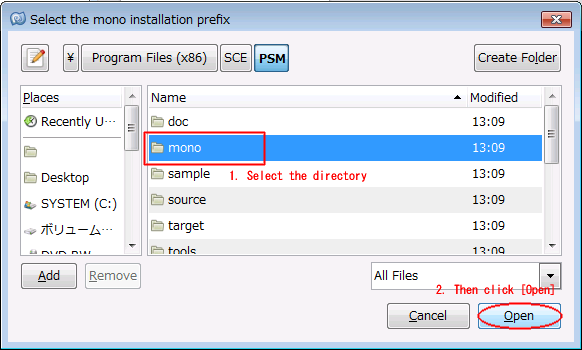 Select the mono installation prefix
¥ Program Files (x86) SCE PSM Create Folder
Places Name Modified
Recently U··· doc 13:09
mono 13:09
Desktop sample 13:09
1. Select the directory
SYSTEM (C:) source 13:09
ボリューム··· target 13:09
DVD RW tools 13:09
Add Remove All Files
2. Then click [Open]
Cancel Open